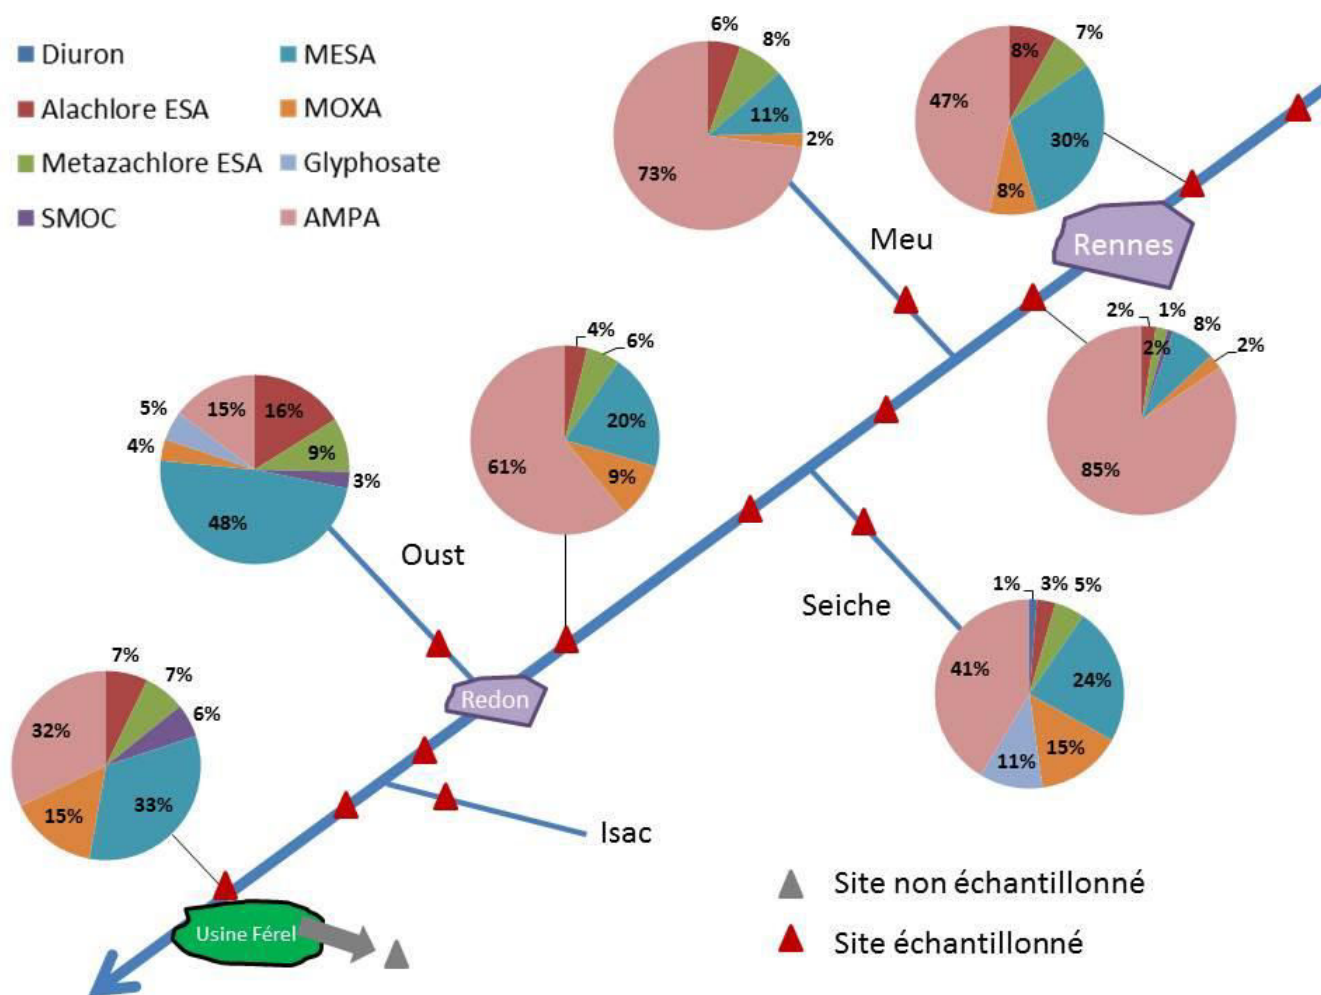 Diuron
MESA
Alachlore ESA
MOXA
Metazachlore ESA
Glyphosate
SMOC
AMPA
6%
8%
11%
2%
73%
8%
7%
30%
8%
47%
Meu
Rennes
2%
1%
8%
2%
2%
85%
4%
6%
20%
9%
61%
16%
9%
3%
48%
4%
5%
15%
Oust
Seiche
1%
3%
5%
24%
15%
11%
41%
Redon
7%
7%
6%
33%
15%
32%
Isac
Usine Férel
Site non échantillonné
Site échantillonné